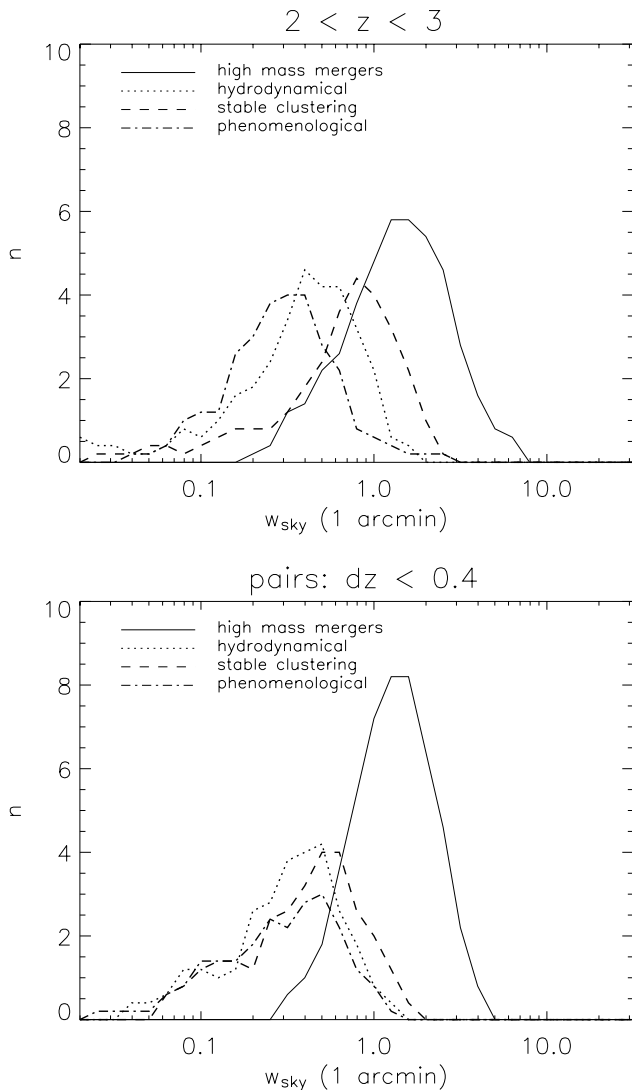 2 < z < 3
10
8
6
4
2
0
n
high mass mergers
hydrodynamical
stable clustering
phenomenological
0.1 1.0 10.0
w_sky (1 arcmin)
pairs: dz < 0.4
10
8
6
4
2
0
n
high mass mergers
hydrodynamical
stable clustering
phenomenological
0.1 1.0 10.0
w_sky (1 arcmin)